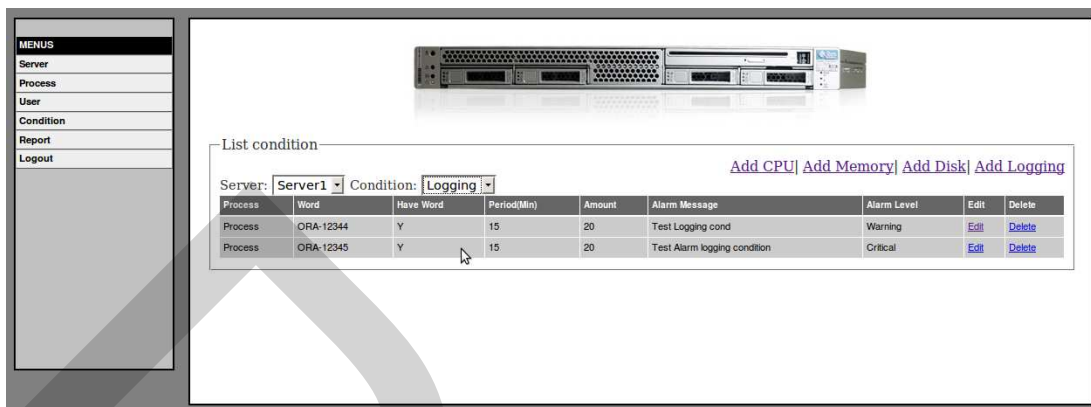 MENUS
Server
Process
User
Condition
Report
Logout
List condition
Add CPU| Add Memory| Add Disk| Add Logging
Server: Server1 Condition: Logging
Process Word Have Word Period(Min) Amount Alarm Message Alarm Level Edit Delete
Process ORA-12344 Y 15 20 Test Logging cond Warning Edit Delete
Process ORA-12345 Y 15 20 Test Alarm logging condition Critical Edit Delete